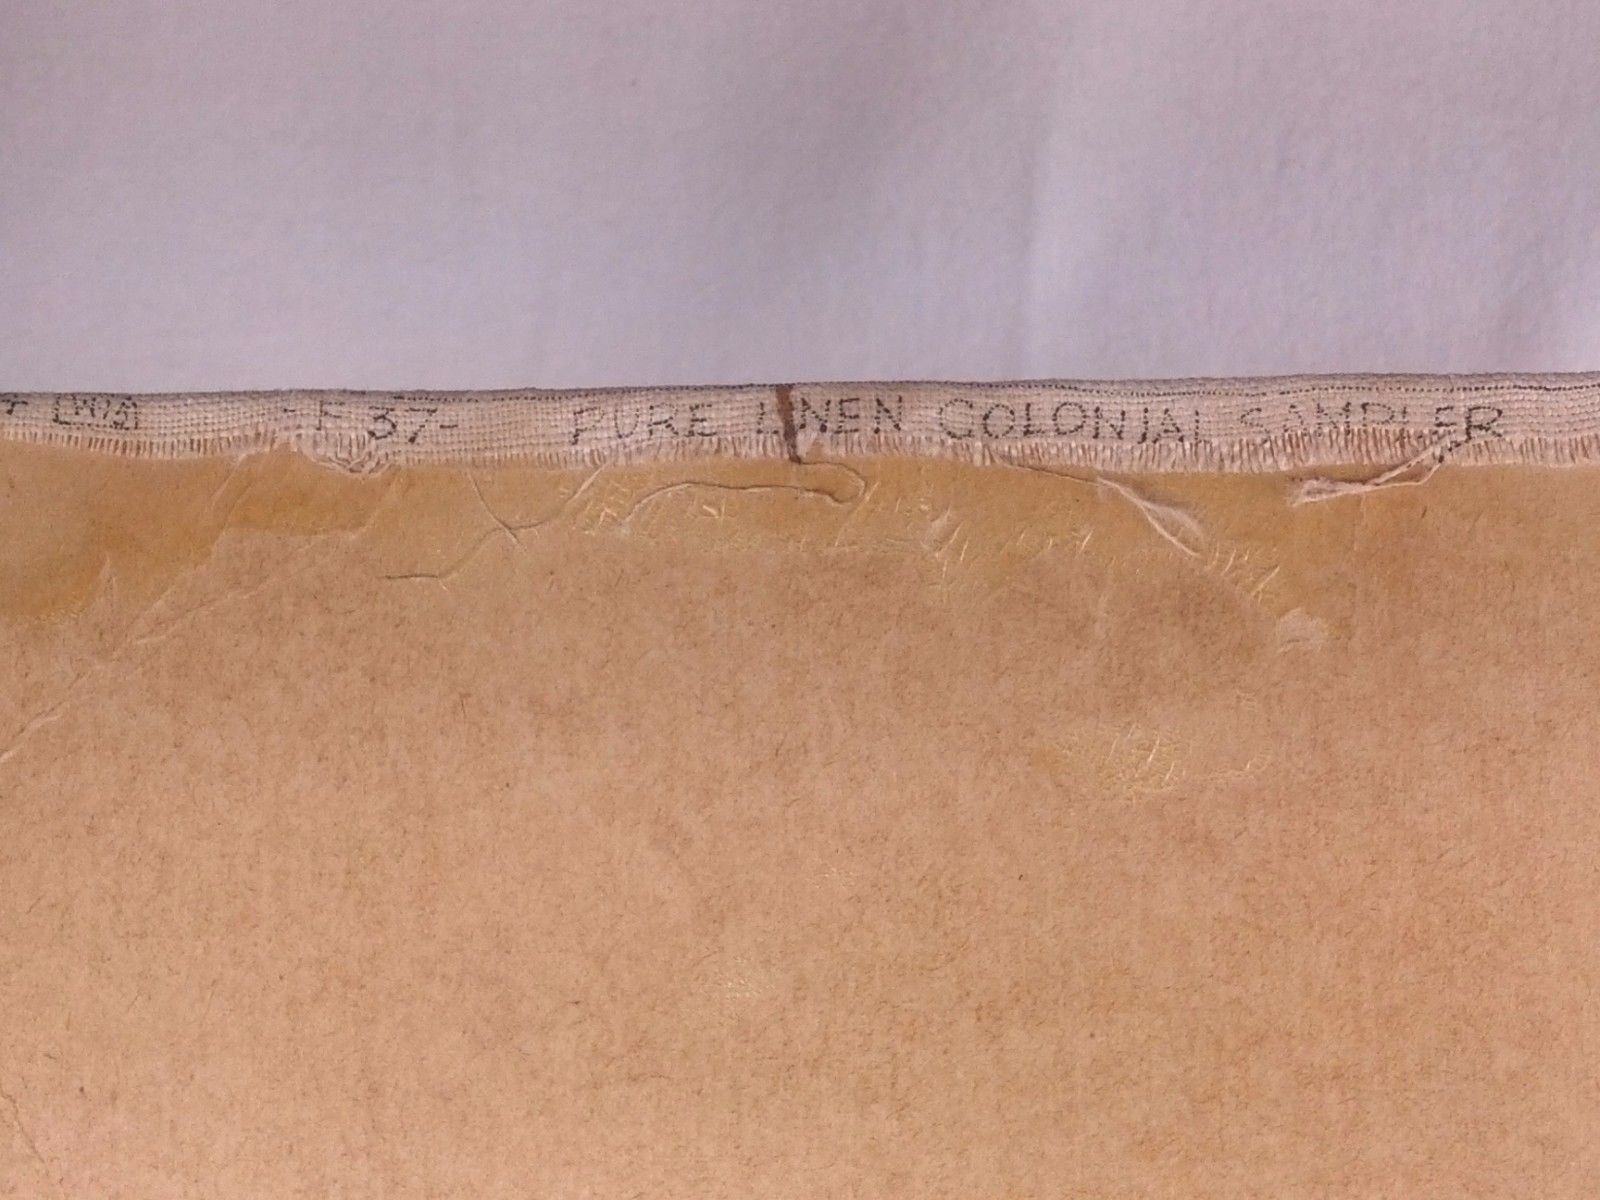 F 37- PURE LINEN COLONIAL SAMPLER